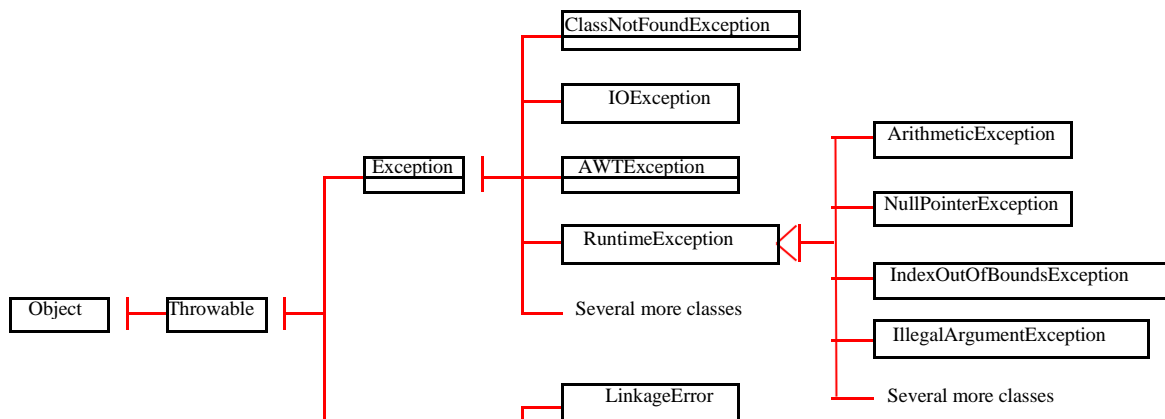 ClassNotFoundException
IOException
ArithmeticException
Exception
AWTException
NullPointerException
RuntimeException
IndexOutOfBoundsException
Object
Throwable
Several more classes
IllegalArgumentException
LinkageError
Several more classes